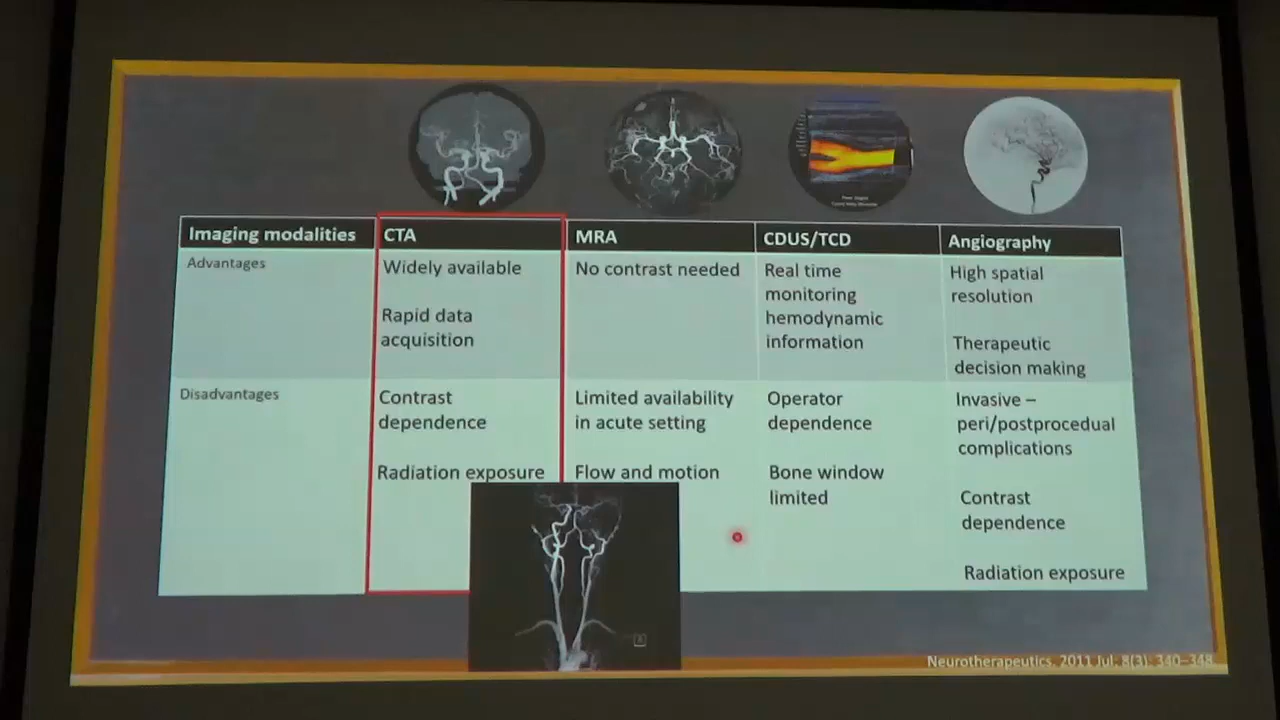 Imaging modalities CTA MRA CDUS/TCD Angiography
Advantages
Widely available
Rapid data
acquisition
No contrast needed
Real time
monitoring
hemodynamic
information
High spatial
resolution
Therapeutic
decision making
Disadvantages
Contrast
dependence
Radiation exposure
Limited availability
in acute setting
Flow and motion
Operator
dependence
Bone window
limited
Invasive –
peri/postprocedual
complications
Contrast
dependence
Radiation exposure
Neurotherapeutics. 2011 Jul; 8(3): 340–348